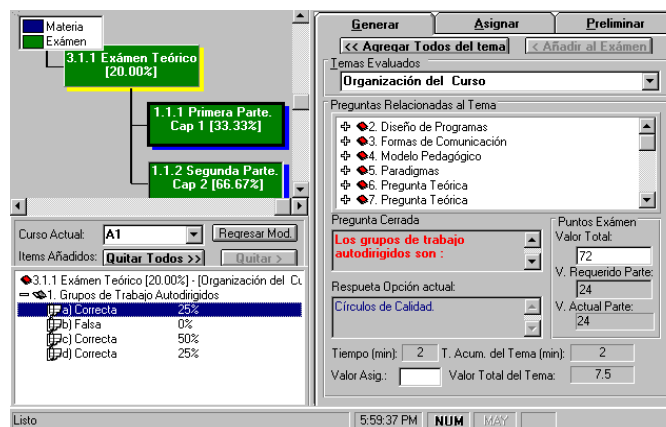 Materia
Exámen
3.1.1 Exámen Teórico
[20.00%]
1.1.1 Primera Parte.
Cap 1 [33.33%]
1.1.2 Segunda Parte.
Cap 2 [66.67%]
Curso Actual:
A1
Regresar Mod.
Items Añadidos:
Quitar Todos >>
Quitar >
3.1.1 Exámen Teórico [20.00%] - [Organización del
1. Grupos de Trabajo Autodirigidos
a) Correcta 25%
b) Falsa 0%
c) Correcta 50%
d) Correcta 25%
Generar
Asignar
Preliminar
<< Agregar Todos del tema
< Añadir al Exámen
Temas Evaluados
Organización del Curso
Preguntas Relacionadas al Tema
2. Diseño de Programas
3. Formas de Comunicación
4. Modelo Pedagógico
5. Paradigmas
6. Pregunta Teórica
7. Pregunta Teórica
Pregunta Cerrada
Los grupos de trabajo
autodirigidos son :
Respueta Opción actual:
Círculos de Calidad.
Puntos Exámen
Valor Total:
72
V. Requerido Parte:
24
V. Actual Parte:
24
Tiempo (min): 2 T. Acum. del Tema (min): 2
Valor Asig.: Valor Total del Tema: 7.5
Listo
5:59:37 PM
NUM
MAY